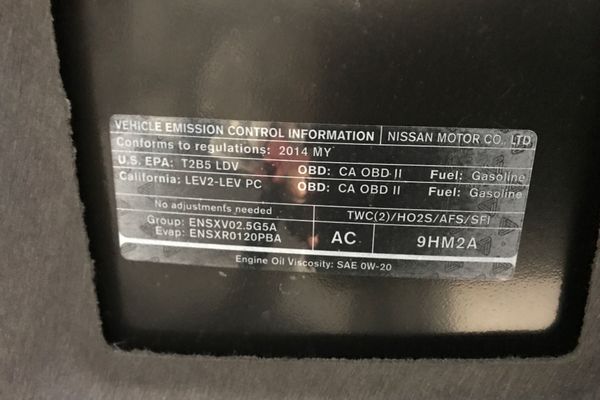 VEHICLE EMISSION CONTROL INFORMATION NISSAN MOTOR CO., LTD
Conforms to regulations: 2014 MY
U.S. EPA: T2B5 LDV OBD: CA OBD II Fuel: Gasoline
California: LEV2-LEV PC OBD: CA OBD II Fuel: Gasoline
No adjustments needed TWC(2)/HO2S/AFS/SFI
Group: ENSXV02.5G5A
Evap: ENSXR0120PBA
AC 9HM2A
Engine Oil Viscosity: SAE 0W-20